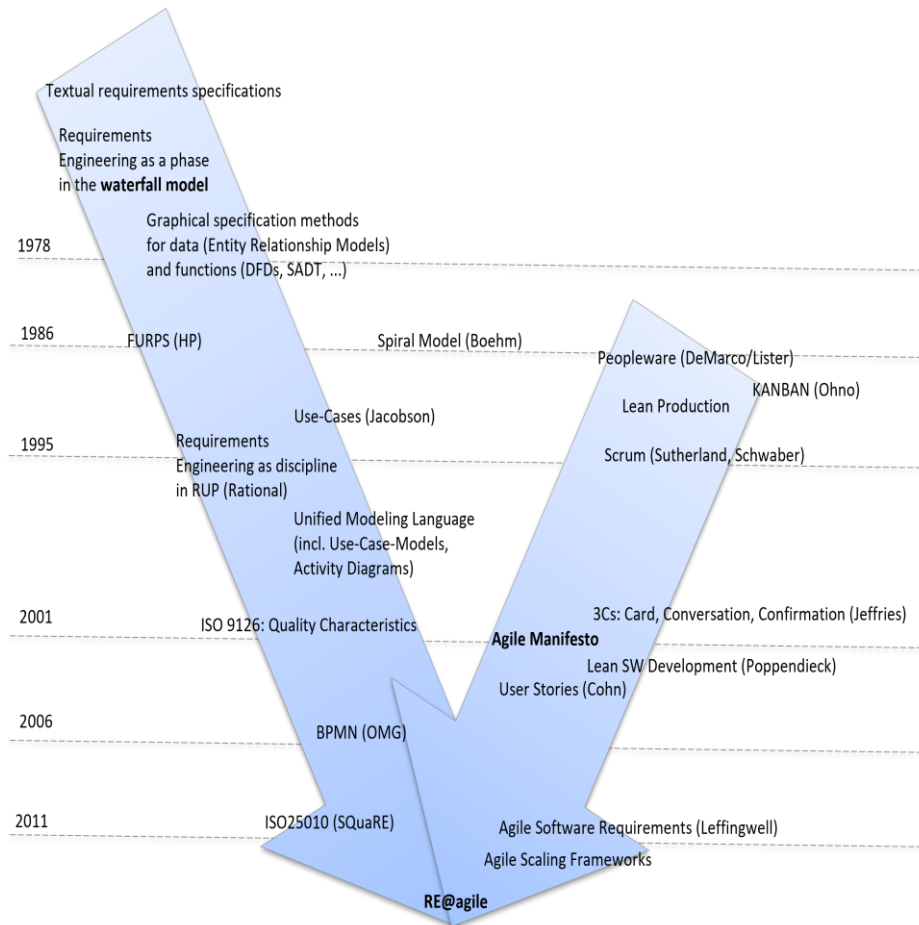 Textual requirements specifications
Requirements
Engineering as a phase
in the waterfall model
Graphical specification methods
for data (Entity Relationship Models)
and functions (DFDs, SADT, ...)
1978
1986
FURPS (HP)
Spiral Model (Boehm)
Peopleware (DeMarco/Lister)
KANBAN (Ohno)
Lean Production
Use-Cases (Jacobson)
1995
Requirements
Engineering as discipline
in RUP (Rational)
Scrum (Sutherland, Schwaber)
Unified Modeling Language
(incl. Use-Case-Models,
Activity Diagrams)
2001
ISO 9126: Quality Characteristics
3Cs: Card, Conversation, Confirmation (Jeffries)
Agile Manifesto
Lean SW Development (Poppendieck)
User Stories (Cohn)
2006
BPMN (OMG)
2011
ISO25010 (SQuaRE)
Agile Software Requirements (Leffingwell)
Agile Scaling Frameworks
RE@agile